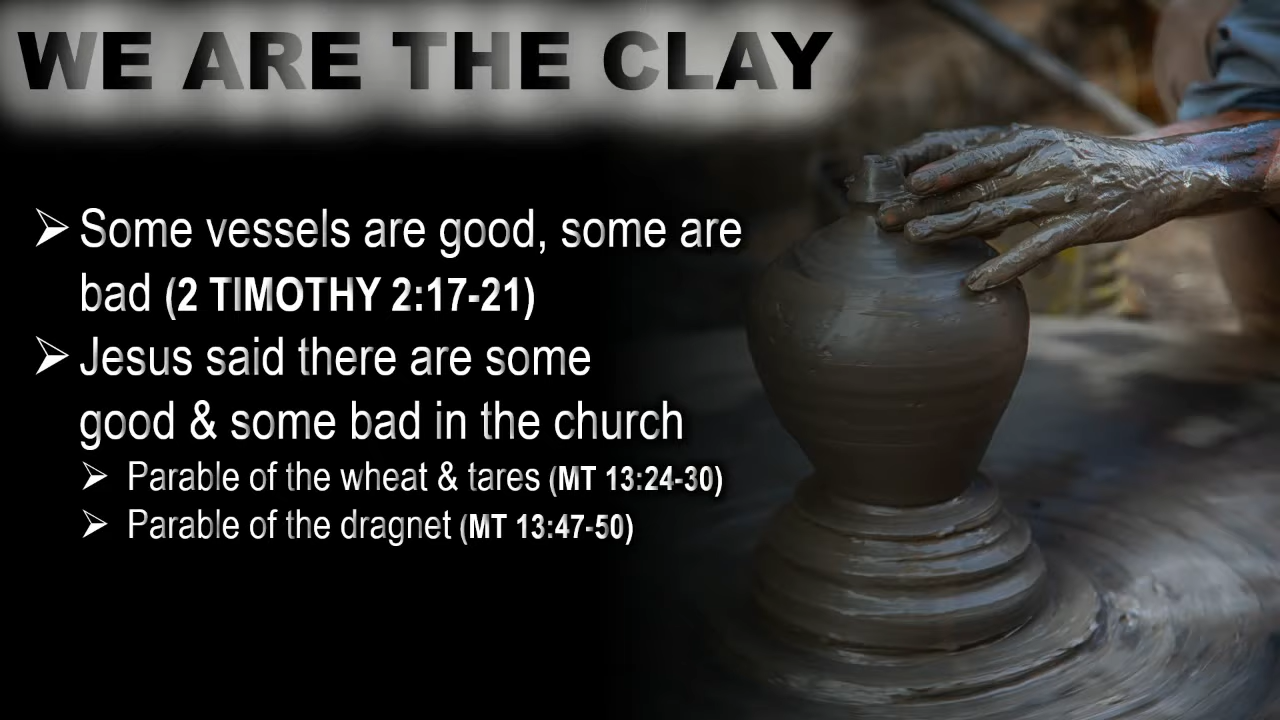 WE ARE THE CLAY
➢ Some vessels are good, some are
bad (2 TIMOTHY 2:17-21)
➢ Jesus said there are some
good & some bad in the church
➢ Parable of the wheat & tares (MT 13:24-30)
➢ Parable of the dragnet (MT 13:47-50)